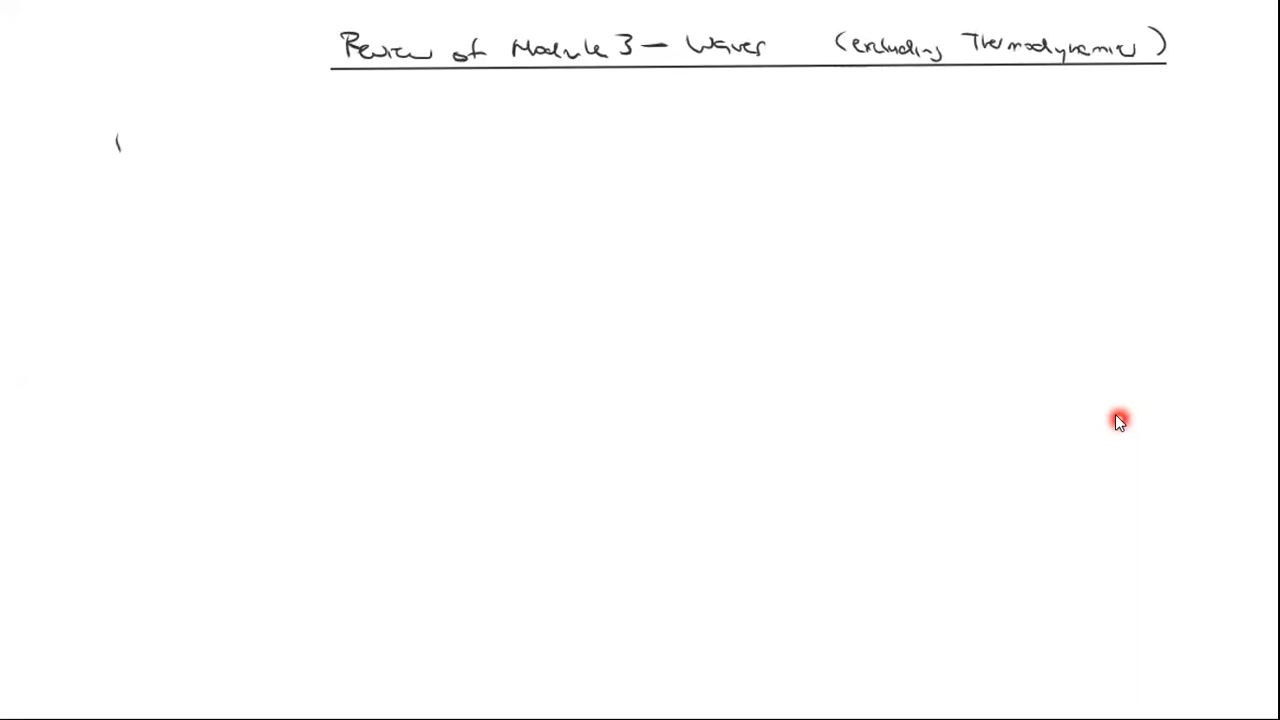 Review of Module 3 - Waves (excluding Thermodynamics)